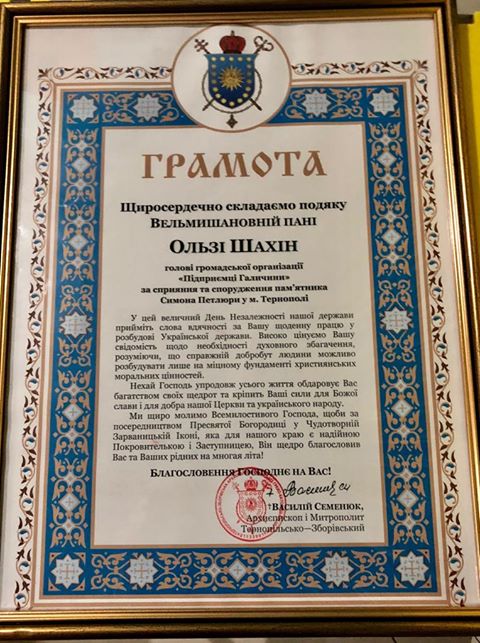 ГРАМОТА
Щиросердечно складаємо подяку
Вельмишановній пані
Ользі Шахін
голові громадської організації
«Підприємці Галичини»
за сприяння та спорудження пам'ятника
Симона Петлюри у м. Тернополі
У цей величний День Незалежності нашої держави
прийміть слова вдячності за Вашу щоденну працю у
розбудові Української держави. Високо цінуємо Вашу
свідомість щодо необхідності духовного збагачення,
розуміючи, що справжній добробут людини можливо
розбудувати лише на міцному фундаменті християнських
моральних цінностей.
Нехай Господь упродовж усього життя обдаровує Вас
багатством своїх щедрот та кріпить Ваші сили для Божої
слави і для добра нашої Церкви та українського народу.
Ми щиро молимо Всемилостивого Господа, щоби за
посередництвом Пресвятої Богородиці у Чудотворній
Зарваницькій Іконі, яка для нашого краю є надійною
Покровителькою і Заступницею, Він щедро благословив
Вас та Ваших рідних на многая літа!
Благословення Господнє на Вас!
†Василій Семенюк,
Архиєпископ і Митрополит
Тернопільсько–Зборівський